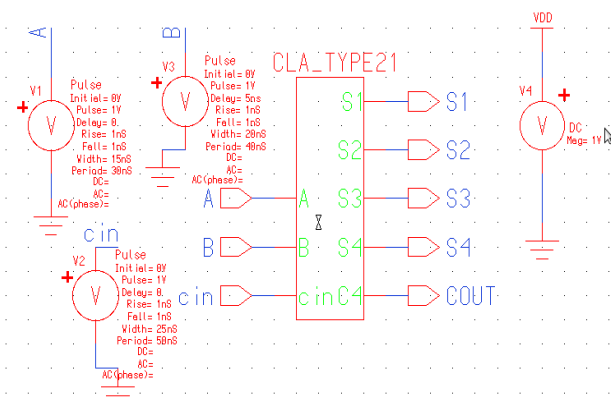 A
V1
Pulse
Initial= 0V
Pulse= 1V
Delay= 0.
Rise= 1nS
Fall= 1nS
Width= 15nS
Period= 30nS
DC=
AC=
AC(phase)=
B
V3
Pulse
Initial= 0V
Pulse= 1V
Delay= 5ns
Rise= 1nS
Fall= 1nS
Width= 20nS
Period= 40nS
DC=
AC=
AC(phase)=
cin
V2
Pulse
Initial= 0V
Pulse= 1V
Delay= 0.
Rise= 1nS
Fall= 1nS
Width= 25nS
Period= 50nS
DC=
AC=
AC(phase)=
CLA_TYPE21
S1 S1
S2 S2
A A S3 S3
B B S4 S4
cin cin C4 COUT
VDD
V4
DC
Mag= 1V
V
V
V
V